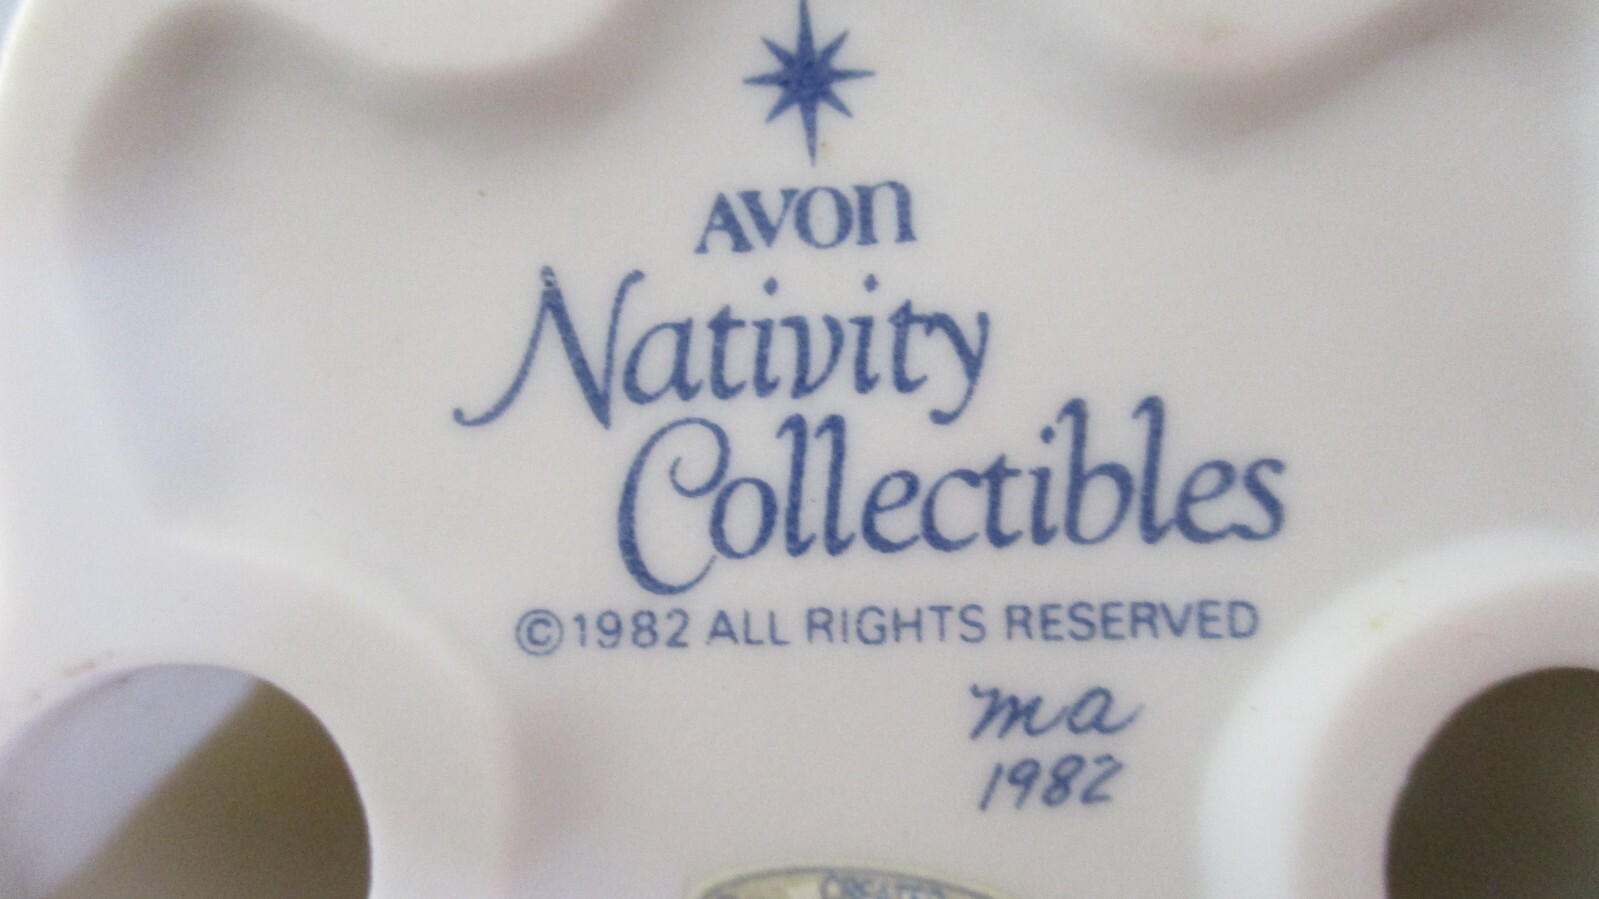 AVON
Nativity
Collectibles
©1982 ALL RIGHTS RESERVED
ma
1982